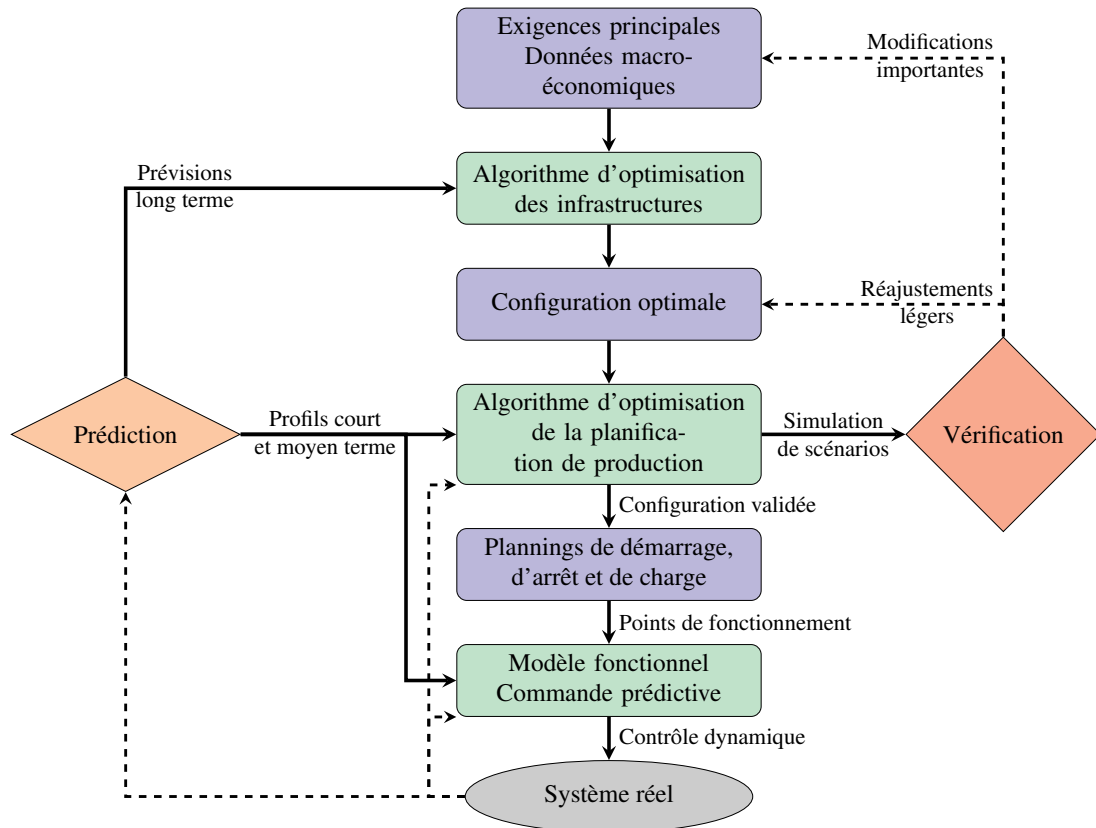 Exigences principales
Données macro-
économiques
Modifications
importantes
Prévisions
long terme
Algorithme d'optimisation
des infrastructures
Configuration optimale
Réajustements
légers
Prédiction
Profils court
et moyen terme
Algorithme d'optimisation
de la planifica-
tion de production
Simulation
de scénarios
Vérification
Configuration validée
Plannings de démarrage,
d'arrêt et de charge
Points de fonctionnement
Modèle fonctionnel
Commande prédictive
Contrôle dynamique
Système réel